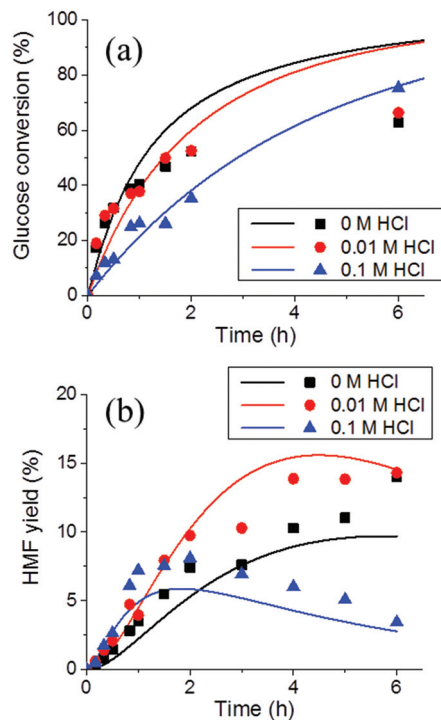 (a)
Glucose conversion (%)
100
80
60
40
20
0
0 M HCl
0.01 M HCl
0.1 M HCl
0 2 4 6
Time (h)
(b)
HMF yield (%)
20
15
10
5
0
0 M HCl
0.01 M HCl
0.1 M HCl
0 2 4 6
Time (h)